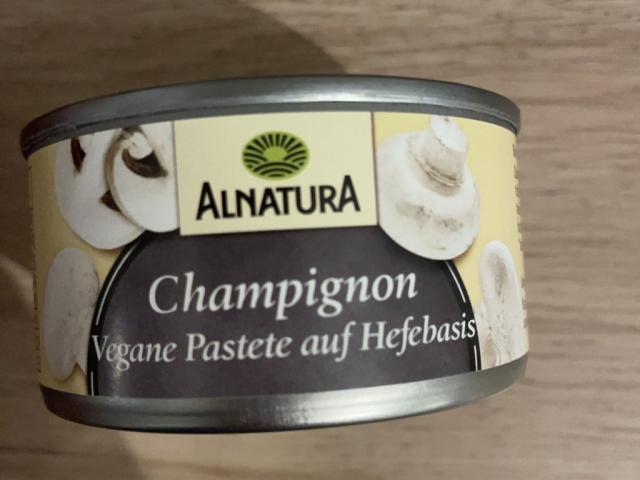 ALNATURA
Champignon
Vegane Pastete auf Hefebasis